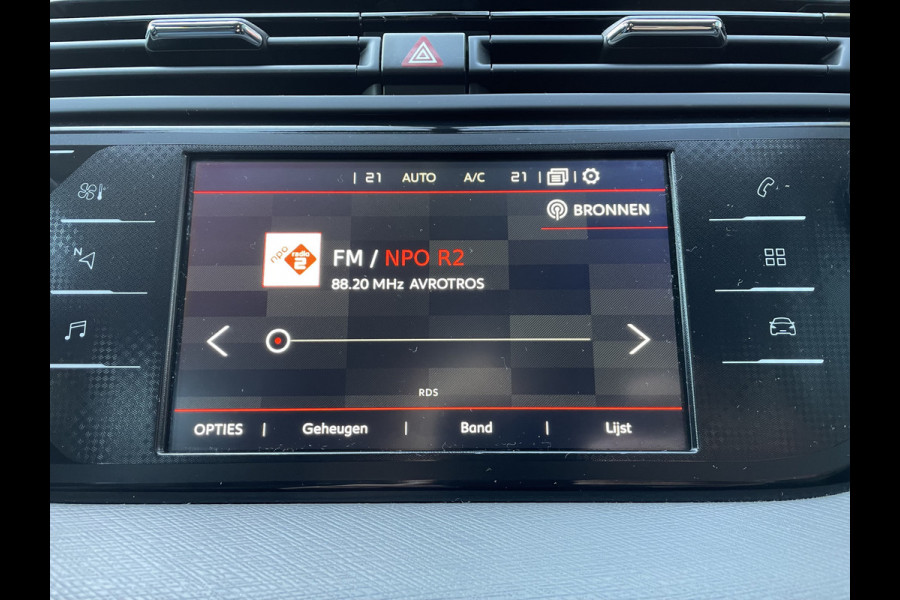 | 21 AUTO A/C 21 | |
BRONNEN
npo radio 2
FM / NPO R2
88.20 MHz AVROTROS
RDS
OPTIES | Geheugen | Band | Lijst
N